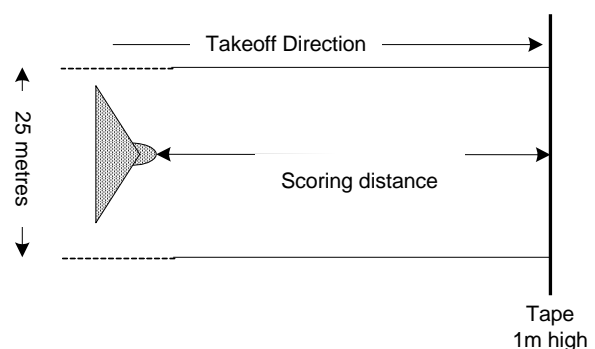 Takeoff Direction
25 metres
Scoring distance
Tape
1m high